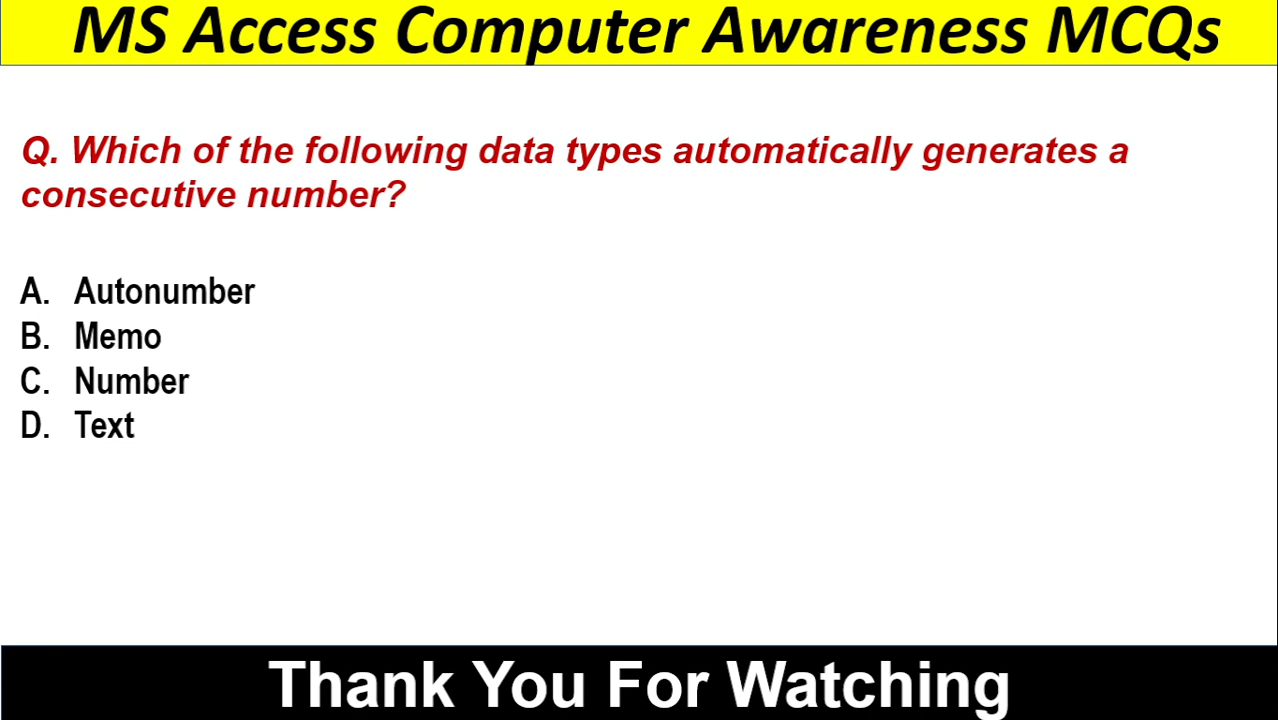 MS Access Computer Awareness MCQs
Q. Which of the following data types automatically generates a
consecutive number?
A. Autonumber
B. Memo
C. Number
D. Text
Thank You For Watching